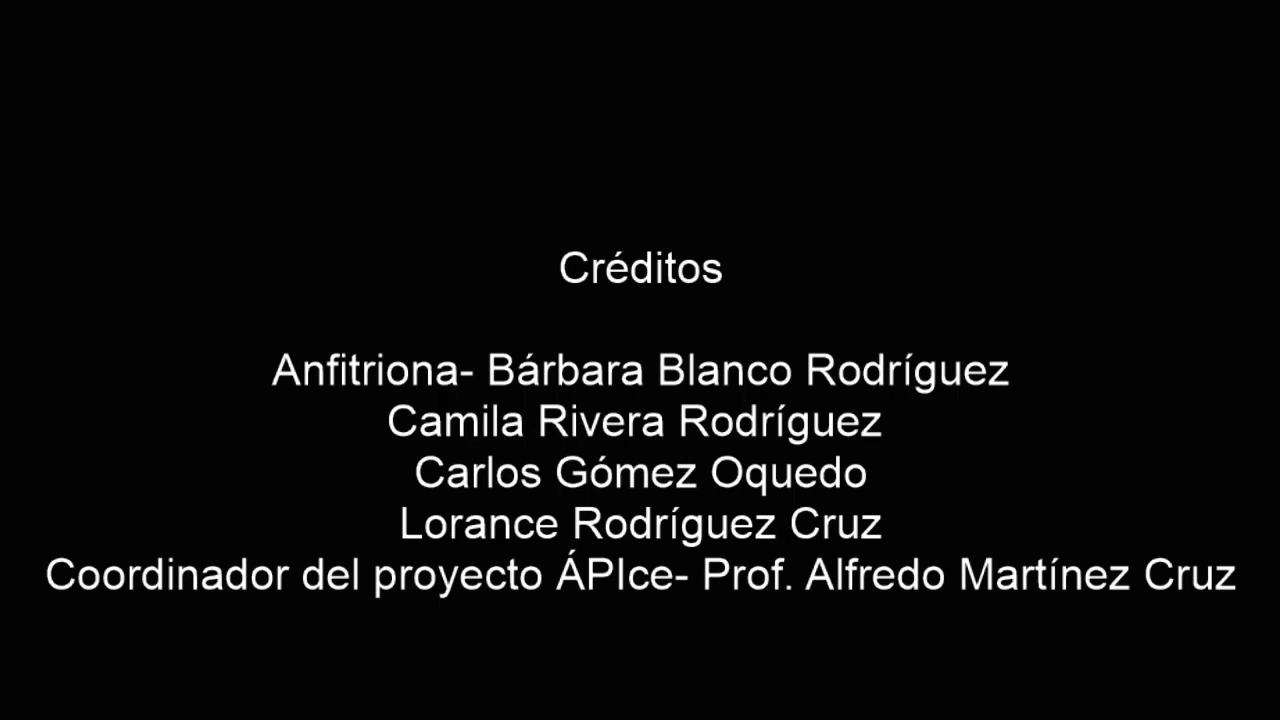 Créditos
Anfitriona- Bárbara Blanco Rodríguez
Camila Rivera Rodríguez
Carlos Gómez Oquedo
Lorance Rodríguez Cruz
Coordinador del proyecto ÁPIce- Prof. Alfredo Martínez Cruz